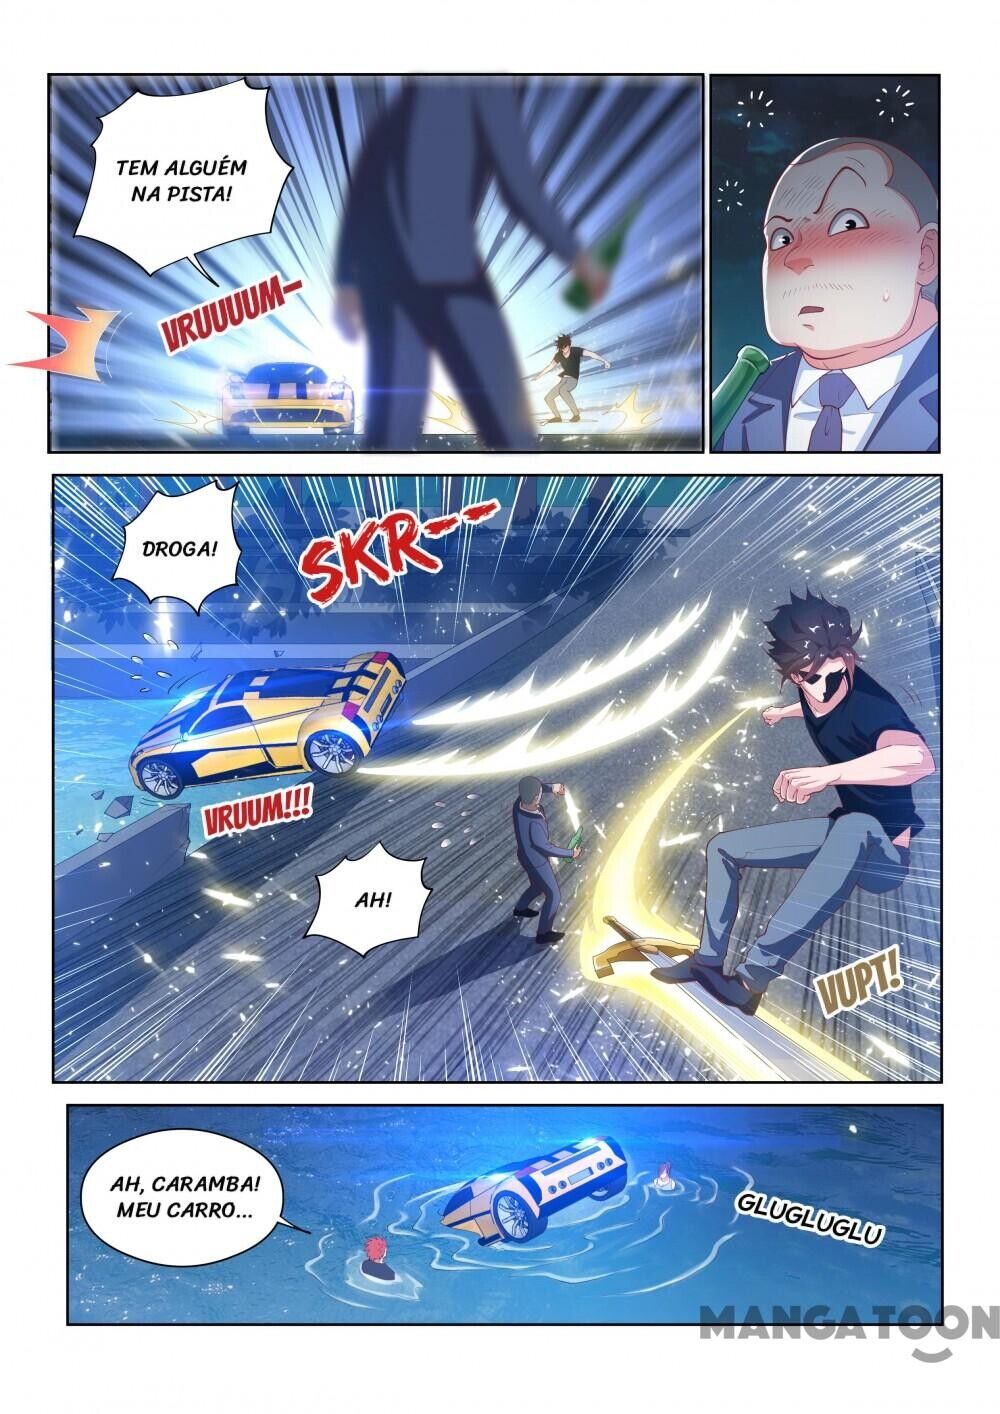 TEM ALGUÉM
NA PISTA!
VRUUUUM-
DROGA!
SKR--
VRUUM!!!
AH!
VUPT!
AH, CARAMBA!
MEU CARRO...
GLUGLUGLU
MANGATOON